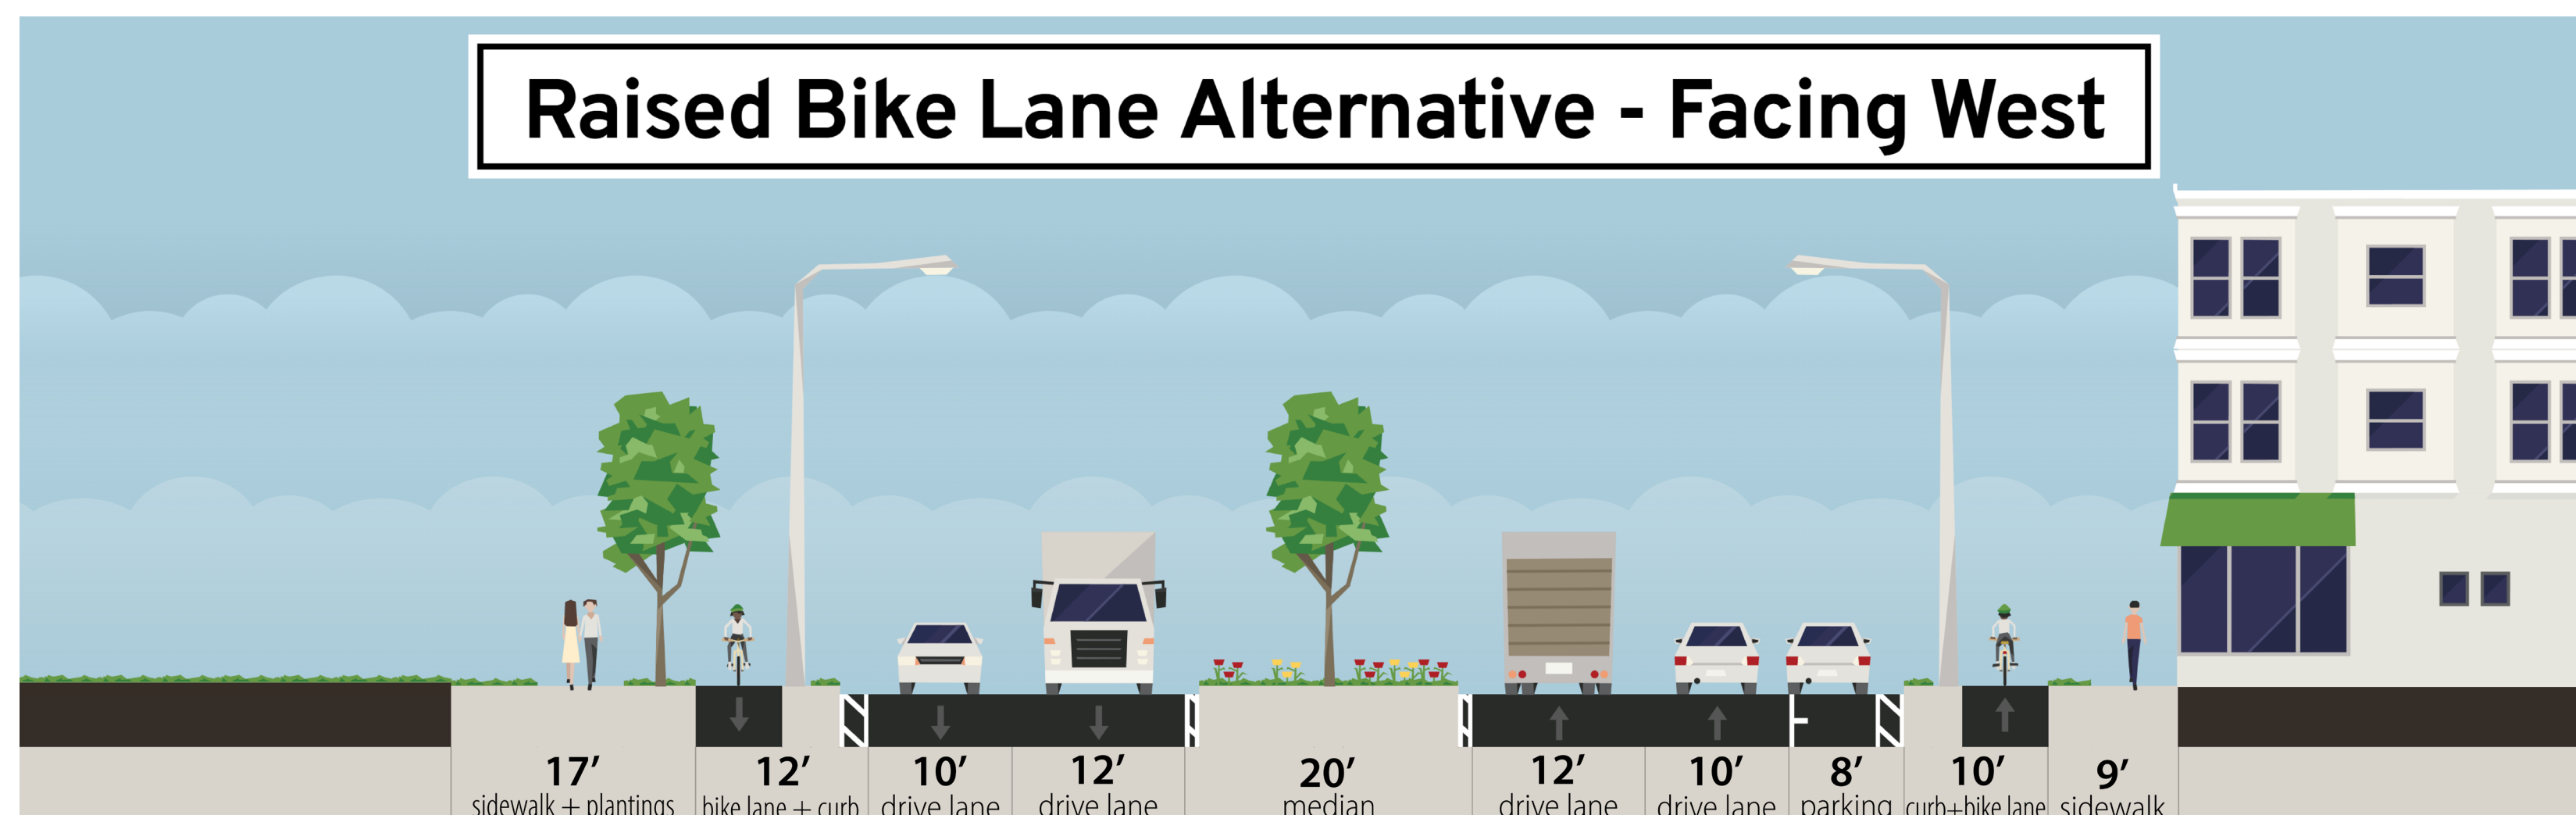 Raised Bike Lane Alternative - Facing West
17’ 12’ 10’ 12’ 20’ 12’ 10’ 8’ 10’ 9’
sidewalk + plantings bike lane + curb drive lane drive lane median drive lane drive lane parking curb+bike lane sidewalk